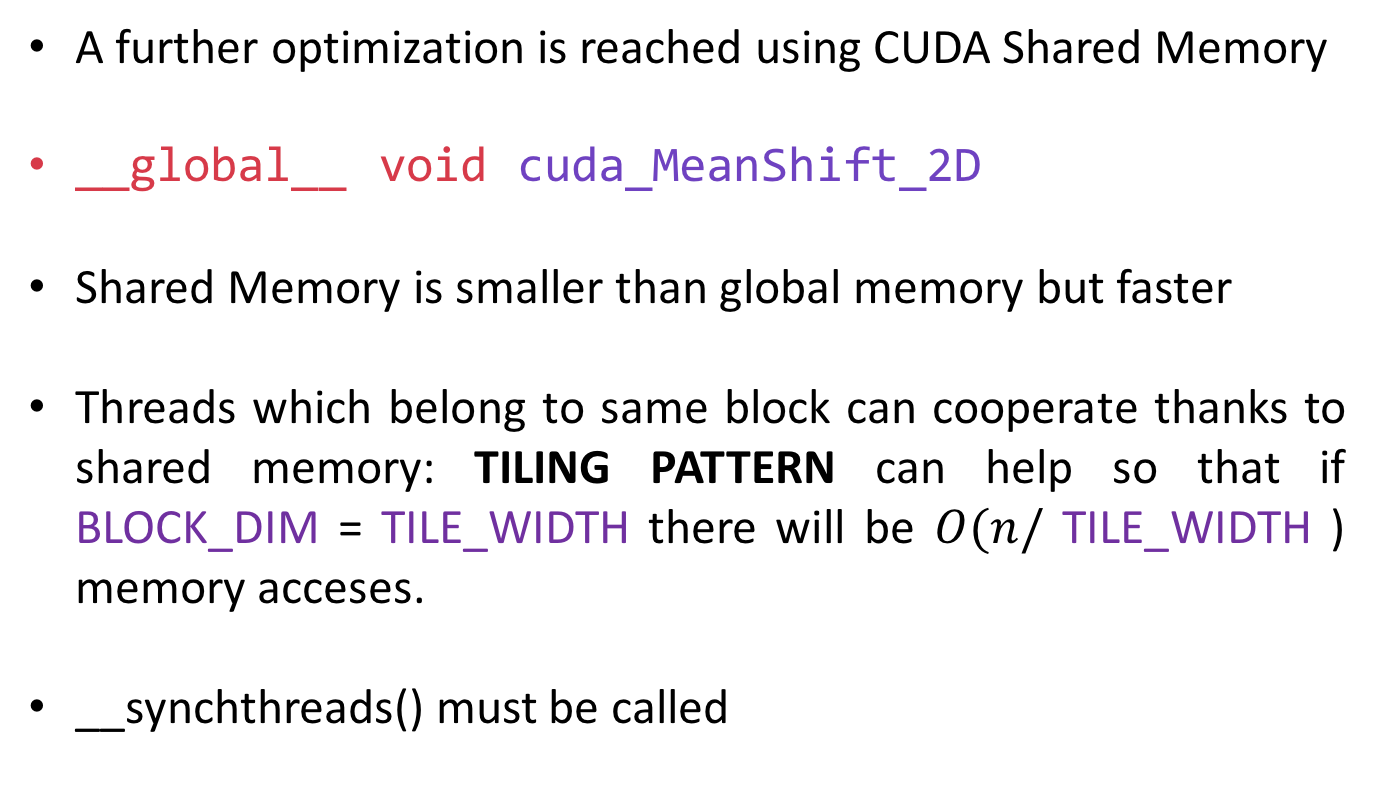 • A further optimization is reached using CUDA Shared Memory
• __global__ void cuda_MeanShift_2D
• Shared Memory is smaller than global memory but faster
• Threads which belong to same block can cooperate thanks to
shared memory: TILING PATTERN can help so that if
BLOCK_DIM = TILE_WIDTH there will be 𝑂(𝑛/ TILE_WIDTH )
memory acceses.
• __synchthreads() must be called